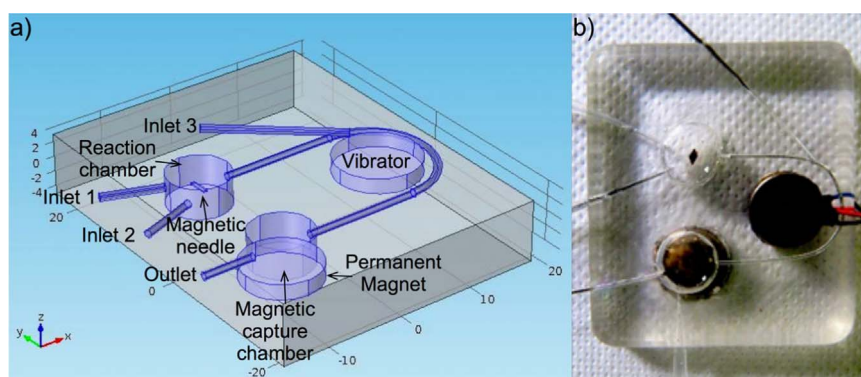 a)
b)
4
2
0
-2
-4
20
0
-20
-10
0
10
20
Inlet 3
Reaction
chamber
Inlet 1
Inlet 2
Magnetic
needle
Vibrator
Outlet
Permanent
Magnet
Magnetic
capture
chamber
z
y
x